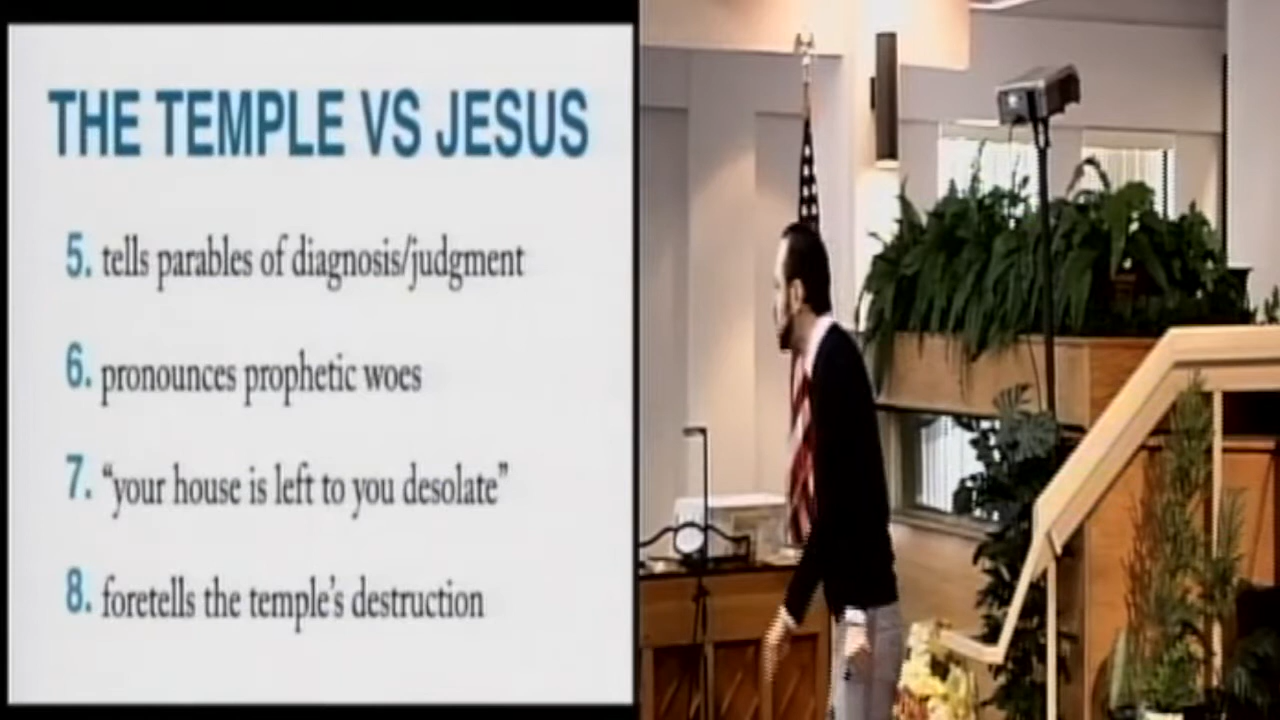 THE TEMPLE VS JESUS
5. tells parables of diagnosis/judgment
6. pronounces prophetic woes
7. “your house is left to you desolate”
8. foretells the temple’s destruction